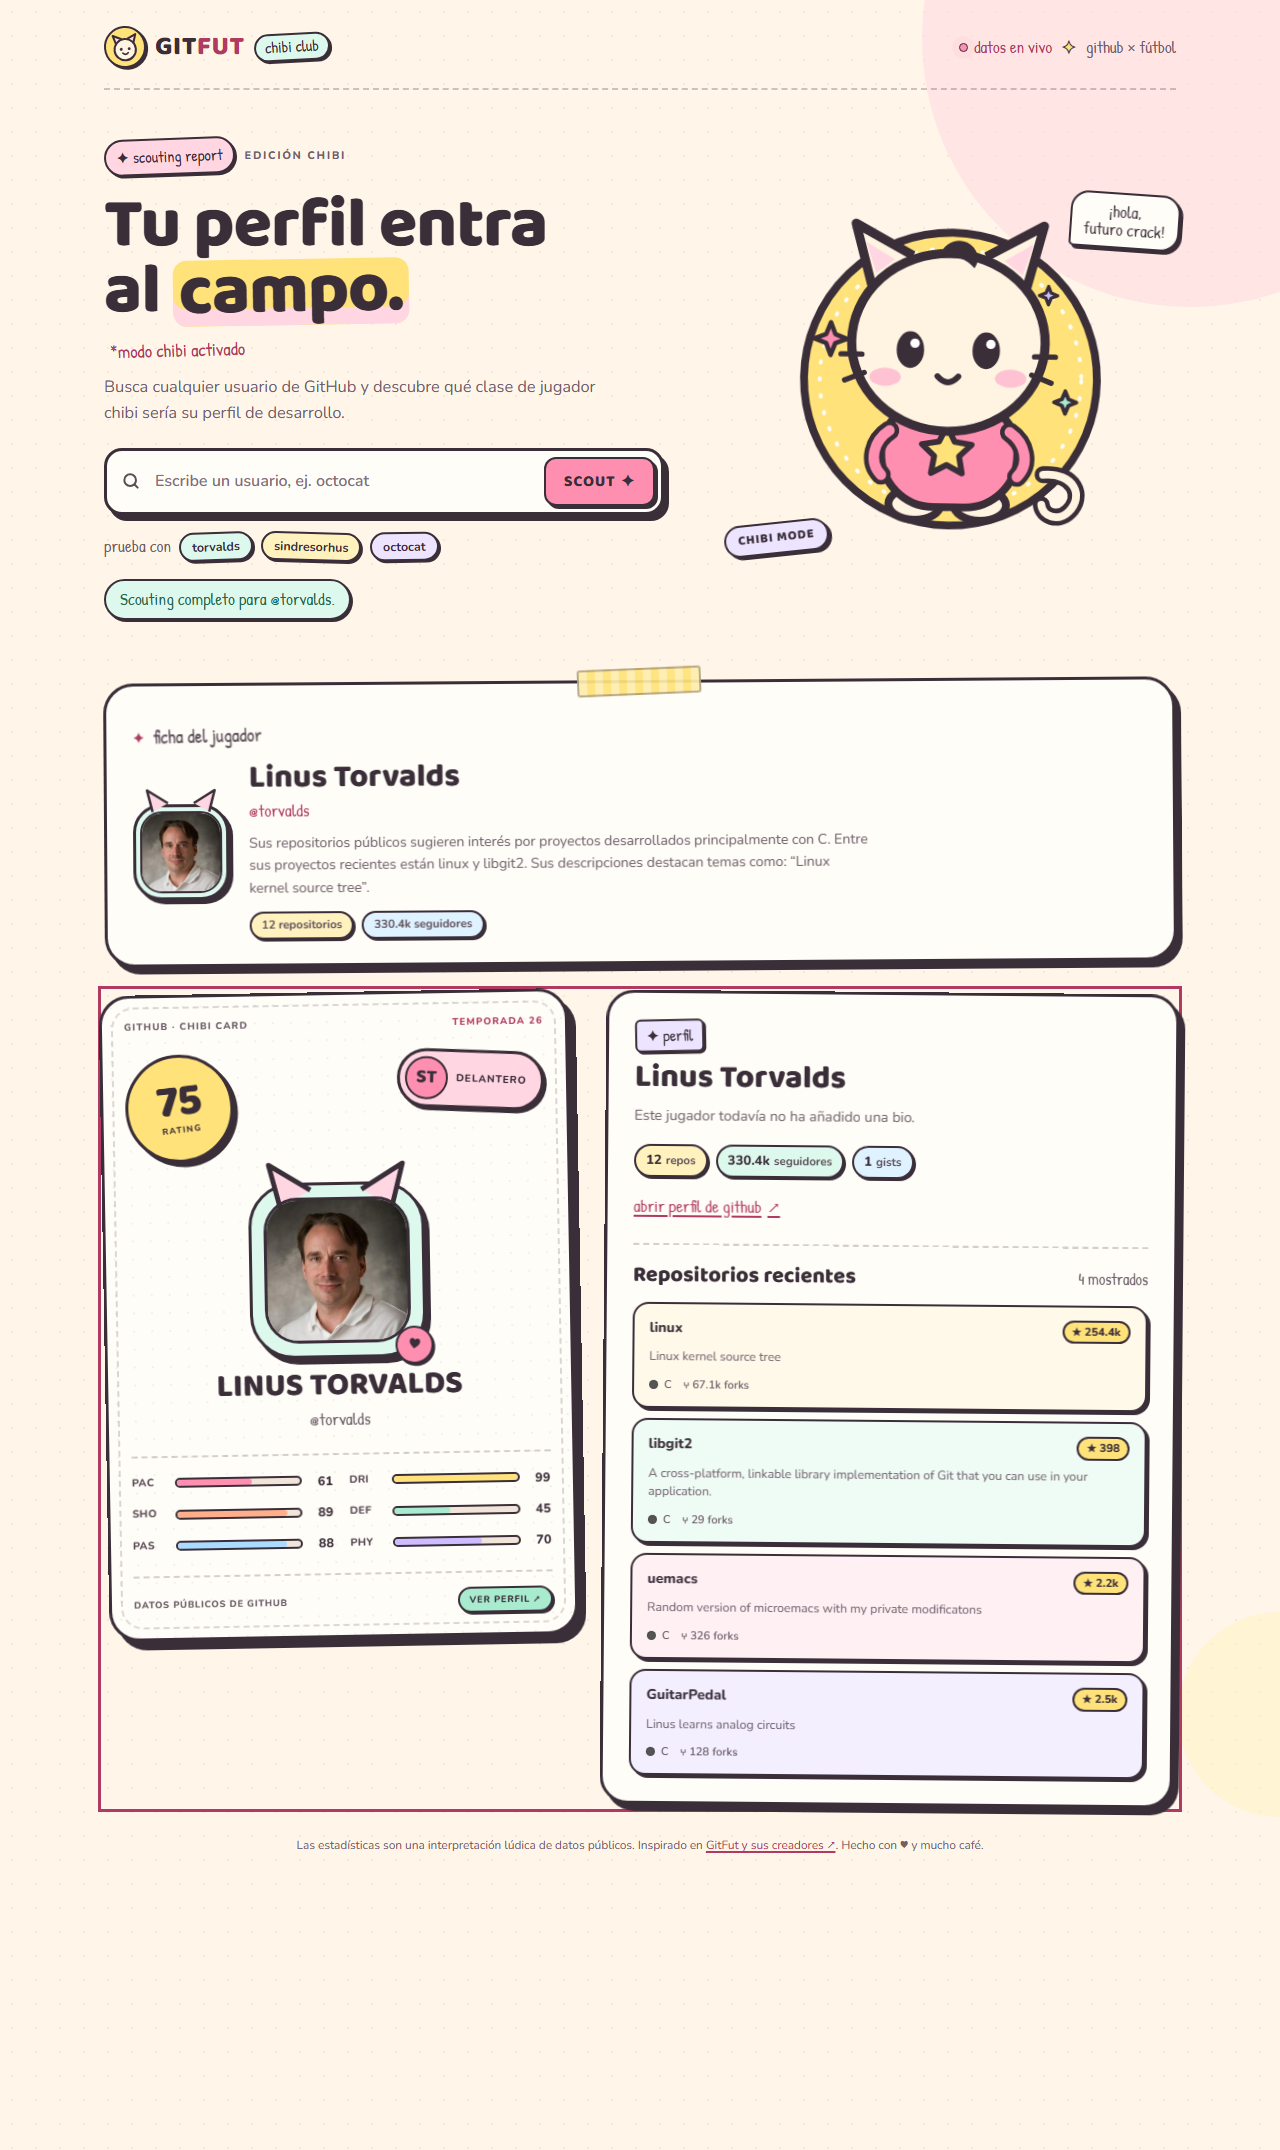 GITFUT
chibi club
datos en vivo ✧ github × fútbol
✦ scouting report
EDICIÓN CHIBI
Tu perfil entra
al campo.
*modo chibi activado
Busca cualquier usuario de GitHub y descubre qué clase de jugador
chibi sería su perfil de desarrollo.
Escribe un usuario, ej. octocat
SCOUT ✦
prueba con torvalds sindresorhus octocat
Scouting completo para @torvalds.
¡hola,
futuro crack!
CHIBI MODE
✦ ficha del jugador
Linus Torvalds
@torvalds
Sus repositorios públicos sugieren interés por proyectos desarrollados principalmente con C. Entre
sus proyectos recientes están linux y libgit2. Sus descripciones destacan temas como: “Linux
kernel source tree”.
12 repositorios 330.4k seguidores
GITHUB · CHIBI CARD
TEMPORADA 26
75
RATING
ST DELANTERO
♥
LINUS TORVALDS
@torvalds
PAC 61 DRI 99
SHO 89 DEF 45
PAS 88 PHY 70
DATOS PÚBLICOS DE GITHUB
VER PERFIL ↗
✦ perfil
Linus Torvalds
Este jugador todavía no ha añadido una bio.
12 repos 330.4k seguidores 1 gists
abrir perfil de github ↗
Repositorios recientes
4 mostrados
linux
★ 254.4k
Linux kernel source tree
C ⑂ 67.1k forks
libgit2
★ 398
A cross-platform, linkable library implementation of Git that you can use in your
application.
C ⑂ 29 forks
uemacs
★ 2.2k
Random version of microemacs with my private modificatons
C ⑂ 326 forks
GuitarPedal
★ 2.5k
Linus learns analog circuits
C ⑂ 128 forks
Las estadísticas son una interpretación lúdica de datos públicos. Inspirado en GitFut y sus creadores ↗. Hecho con ♥ y mucho café.